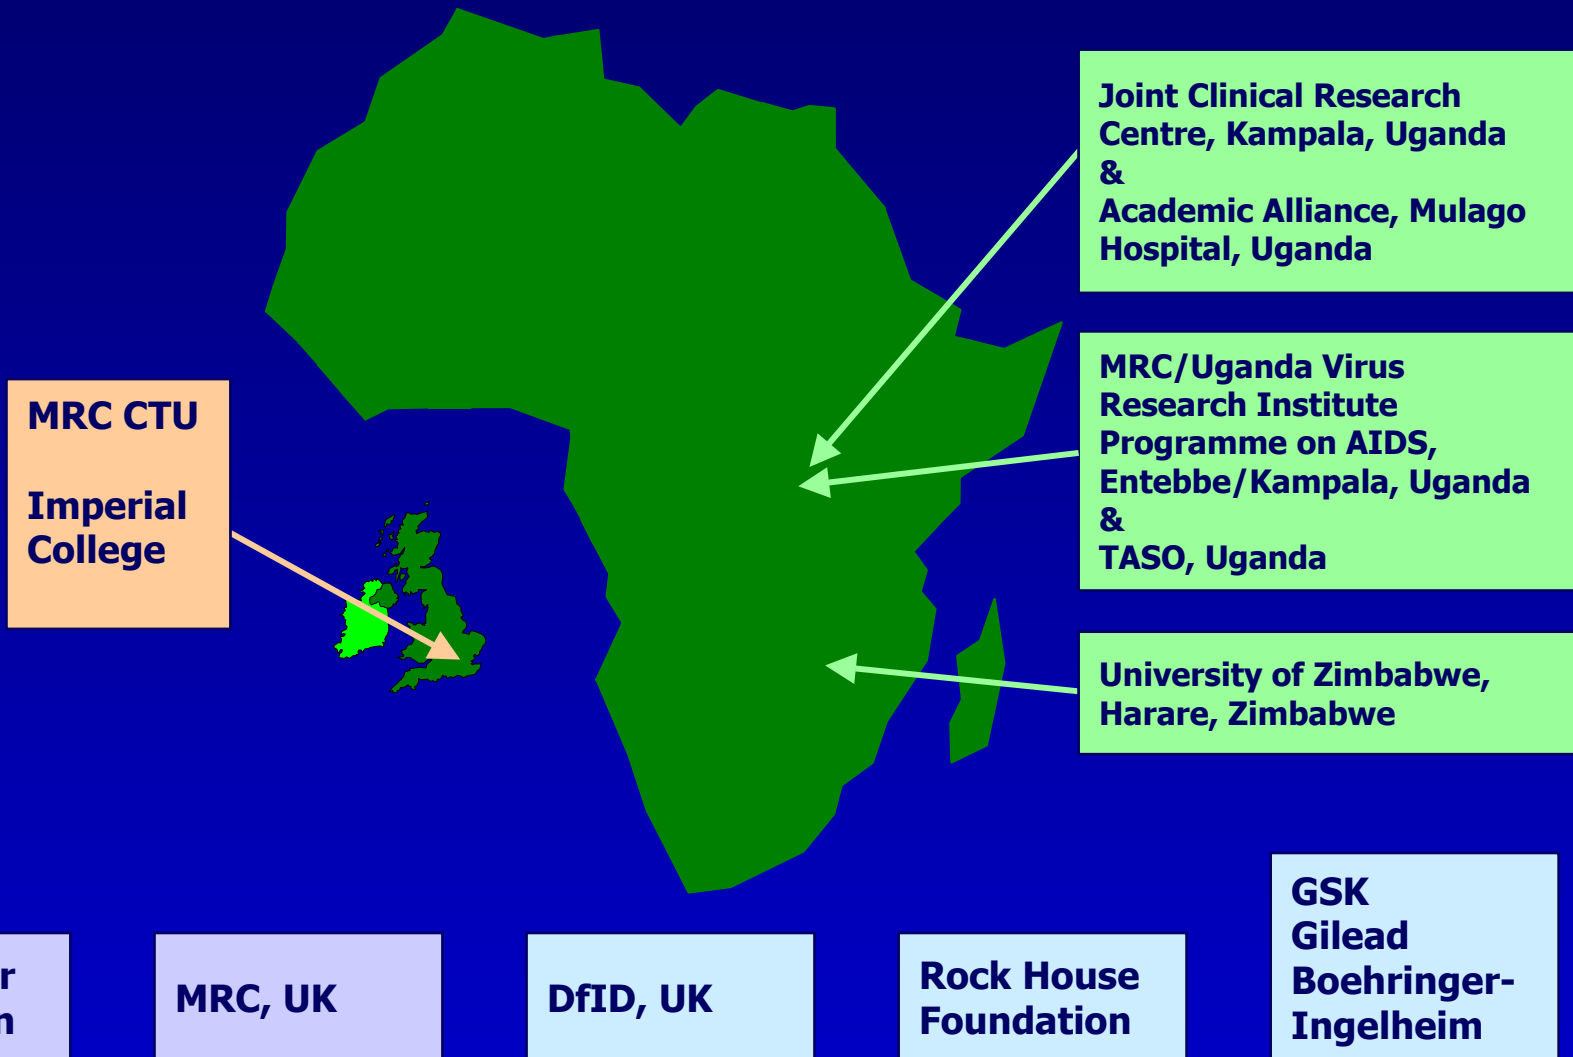 Joint Clinical Research
Centre, Kampala, Uganda
&
Academic Alliance, Mulago
Hospital, Uganda
MRC/Uganda Virus
Research Institute
Programme on AIDS,
Entebbe/Kampala, Uganda
&
TASO, Uganda
MRC CTU
Imperial
College
University of Zimbabwe,
Harare, Zimbabwe
MRC, UK
DfID, UK
Rock House
Foundation
GSK
Gilead
Boehringer-
Ingelheim